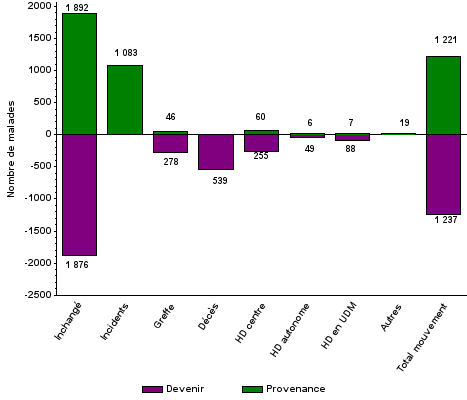 2000
1500
1000
500
0
-500
-1000
-1500
-2000
-2500
Nombre de malades
1 892
1 083
46
60
6
7
19
1 221
1 876
278
539
255
49
88
1 237
Inchangé
Incidents
Greffe
Décès
HD centre
HD autonome
HD en UDM
Autres
Total mouvement
Devenir
Provenance